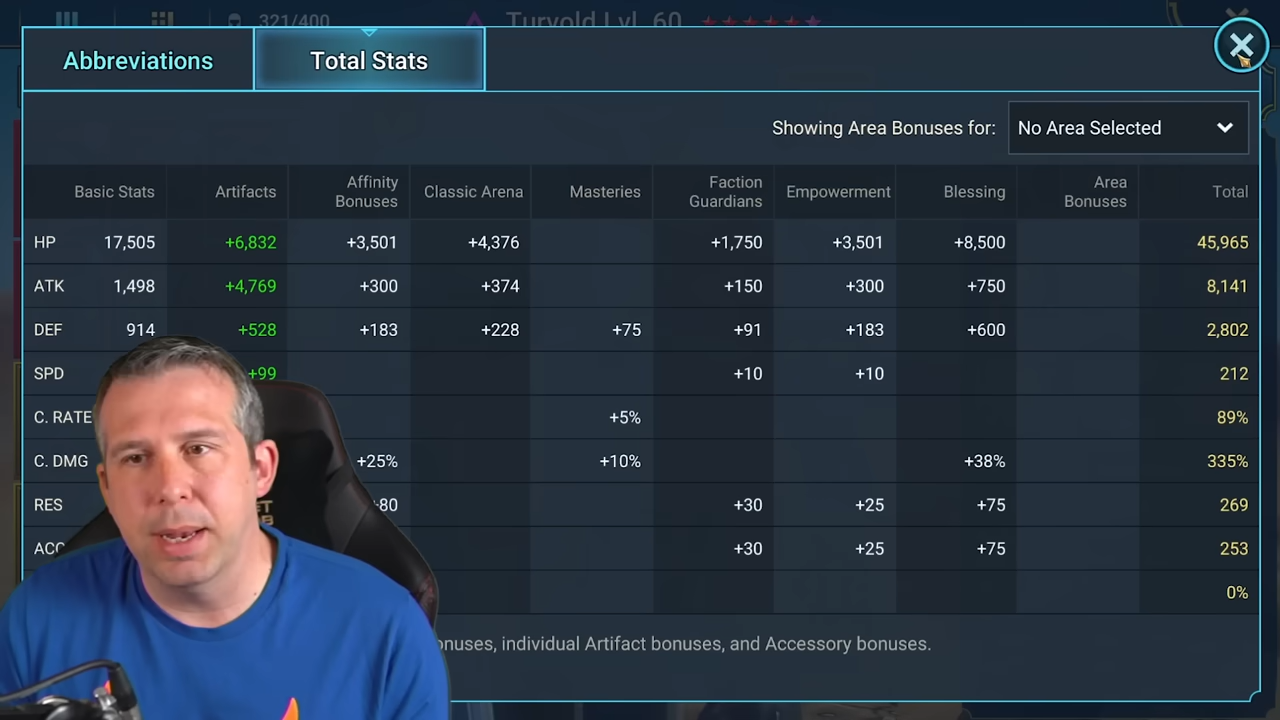 321/400
Turvold Lvl 60
Abbreviations
Total Stats
Showing Area Bonuses for:
No Area Selected
Basic Stats Artifacts Affinity Bonuses Classic Arena Masteries Faction Guardians Empowerment Blessing Area Bonuses Total
HP 17,505 +6,832 +3,501 +4,376 +1,750 +3,501 +8,500 45,965
ATK 1,498 +4,769 +300 +374 +150 +300 +750 8,141
DEF 914 +528 +183 +228 +75 +91 +183 +600 2,802
SPD +99 +10 +10 212
C. RATE +5% 89%
C. DMG +25% +10% +38% 335%
RES +80 +30 +25 +75 269
ACC +30 +25 +75 253
0%
individual Artifact bonuses, and Accessory bonuses.